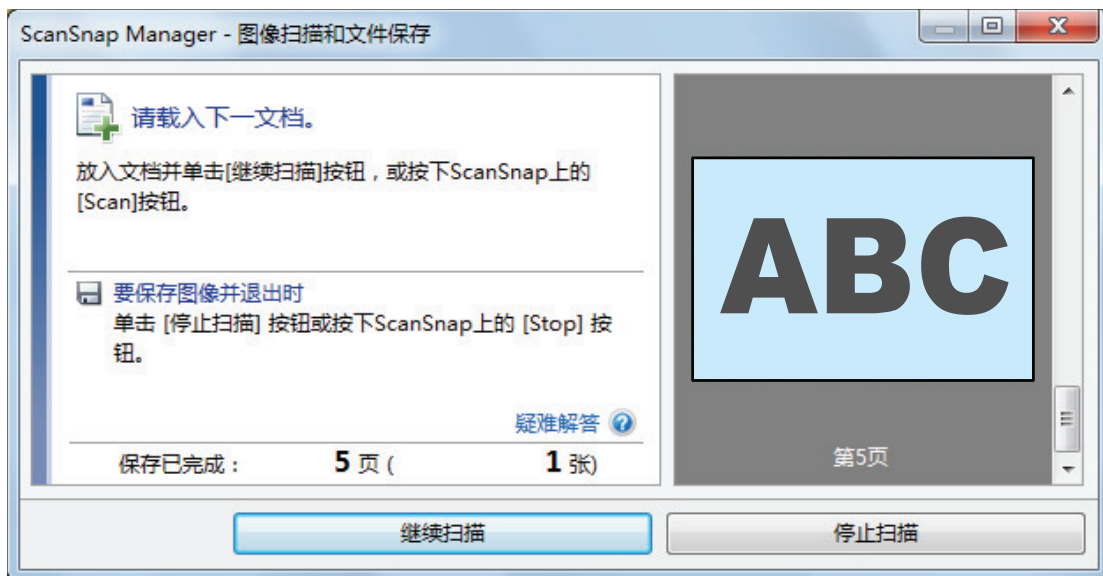 ScanSnap Manager - 图像扫描和文件保存
请载入下一文档。
放入文档并单击[继续扫描]按钮，或按下ScanSnap上的
[Scan]按钮。
要保存图像并退出时
单击 [停止扫描] 按钮或按下ScanSnap上的 [Stop] 按
钮。
疑难解答
保存已完成： 5 页 ( 1 张)
ABC
第5页
继续扫描
停止扫描